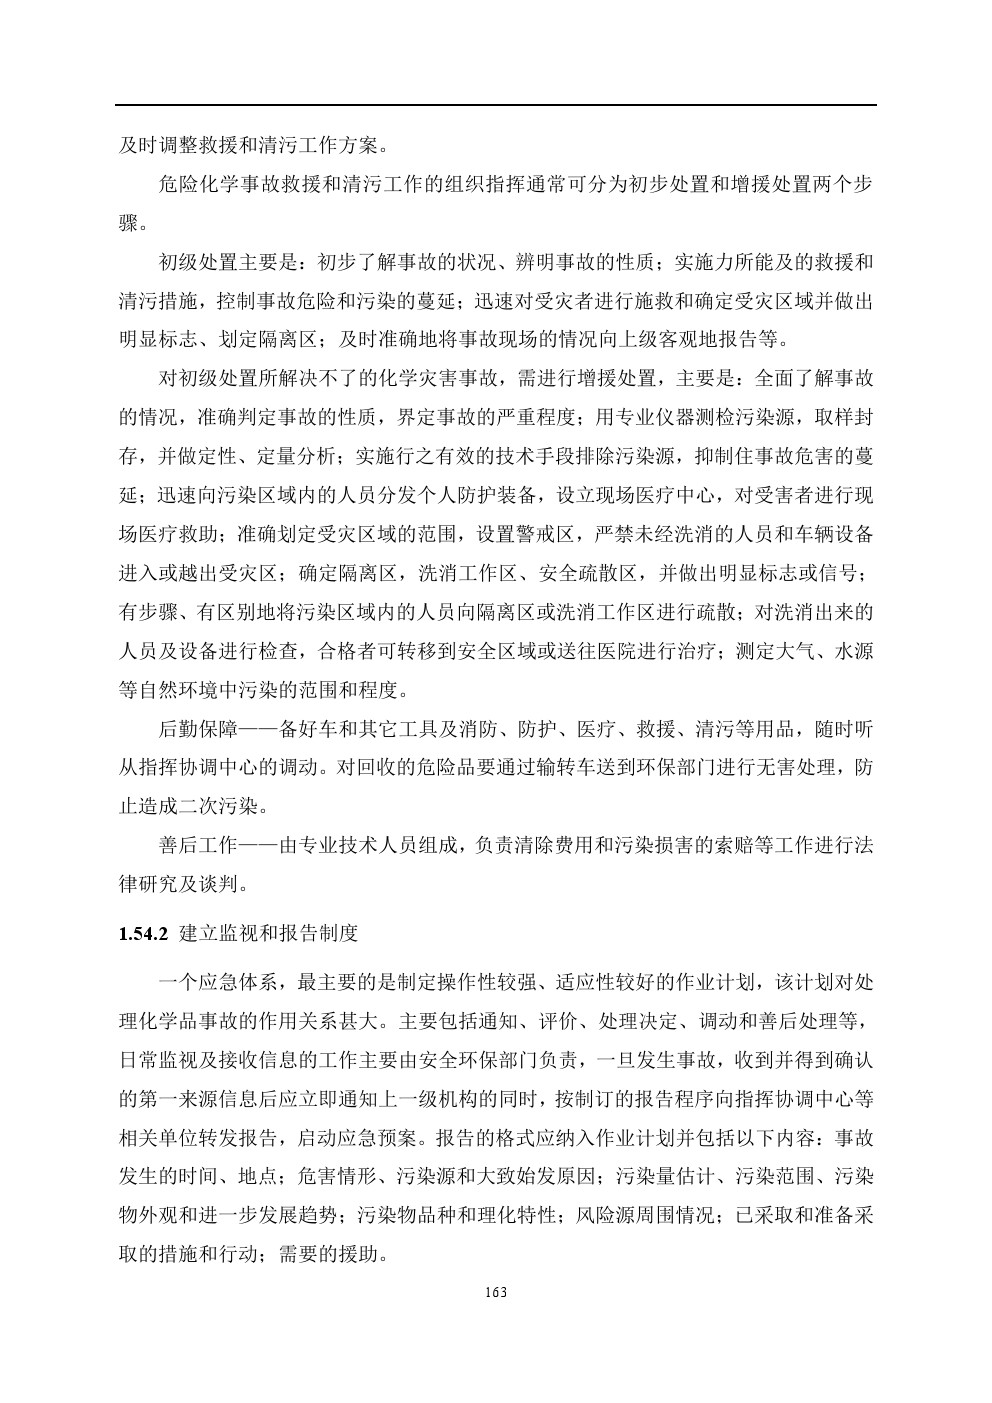 及时调整救援和清污工作方案。
危险化学事故救援和清污工作的组织指挥通常可分为初步处置和增援处置两个步
骤。
初级处置主要是：初步了解事故的状况、辨明事故的性质；实施力所能及的救援和
清污措施，控制事故危险和污染的蔓延；迅速对受灾者进行施救和确定受灾区域并做出
明显标志、划定隔离区；及时准确地将事故现场的情况向上级客观地报告等。
对初级处置所解决不了的化学灾害事故，需进行增援处置，主要是：全面了解事故
的情况，准确判定事故的性质，界定事故的严重程度；用专业仪器测检污染源，取样封
存，并做定性、定量分析；实施行之有效的技术手段排除污染源，抑制住事故危害的蔓
延；迅速向污染区域内的人员分发个人防护装备，设立现场医疗中心，对受害者进行现
场医疗救助；准确划定受灾区域的范围，设置警戒区，严禁未经洗消的人员和车辆设备
进入或越出受灾区；确定隔离区，洗消工作区、安全疏散区，并做出明显标志或信号；
有步骤、有区别地将污染区域内的人员向隔离区或洗消工作区进行疏散；对洗消出来的
人员及设备进行检查，合格者可转移到安全区域或送往医院进行治疗；测定大气、水源
等自然环境中污染的范围和程度。
后勤保障——备好车和其它工具及消防、防护、医疗、救援、清污等用品，随时听
从指挥协调中心的调动。对回收的危险品要通过输转车送到环保部门进行无害处理，防
止造成二次污染。
善后工作——由专业技术人员组成，负责清除费用和污染损害的索赔等工作进行法
律研究及谈判。
1.54.2 建立监视和报告制度
一个应急体系，最主要的是制定操作性较强、适应性较好的作业计划，该计划对处
理化学品事故的作用关系甚大。主要包括通知、评价、处理决定、调动和善后处理等，
日常监视及接收信息的工作主要由安全环保部门负责，一旦发生事故，收到并得到确认
的第一来源信息后应立即通知上一级机构的同时，按制订的报告程序向指挥协调中心等
相关单位转发报告，启动应急预案。报告的格式应纳入作业计划并包括以下内容：事故
发生的时间、地点；危害情形、污染源和大致始发原因；污染量估计、污染范围、污染
物外观和进一步发展趋势；污染物品种和理化特性；风险源周围情况；已采取和准备采
取的措施和行动；需要的援助。
163